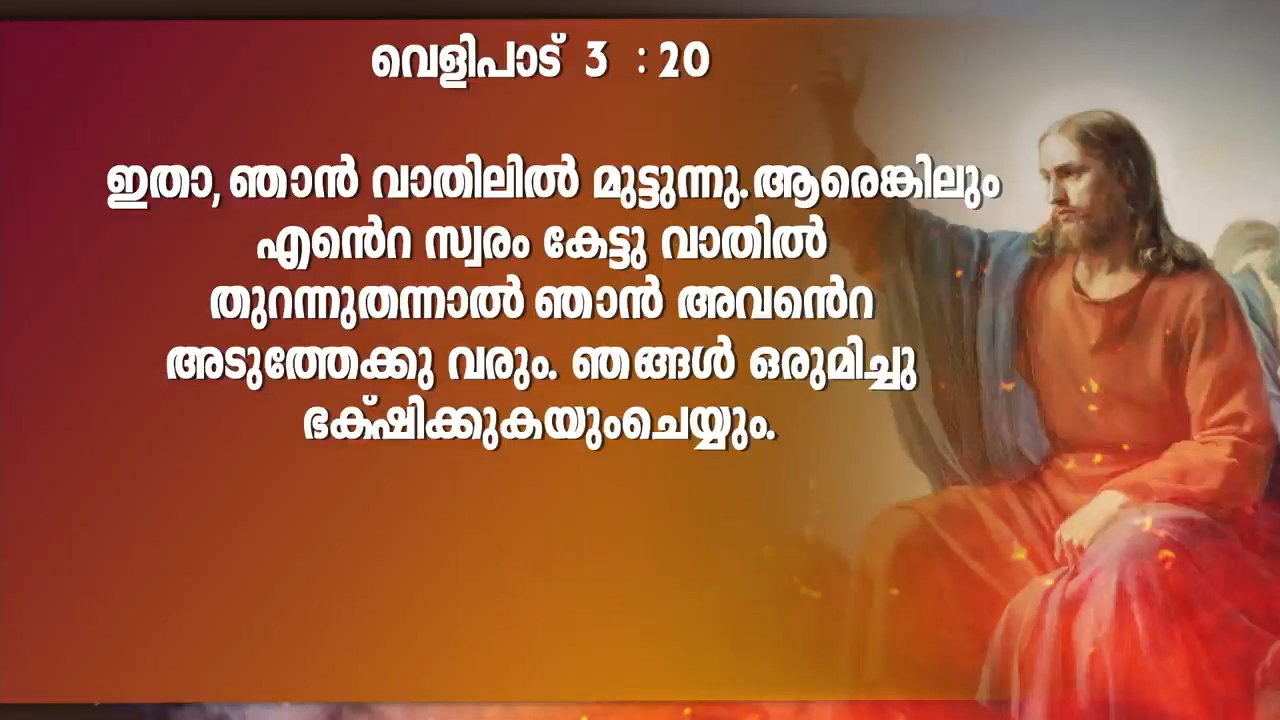 വെളിപാട് 3 : 20
ഇതാ, ഞാൻ വാതിലിൽ മുട്ടുന്നു. ആരെങ്കിലും
എൻെറ സ്വരം കേട്ടു വാതിൽ
തുറന്നുതന്നാൽ ഞാൻ അവൻെറ
അടുത്തേക്കു വരും. ഞങ്ങൾ ഒരുമിച്ചു
ഭക്ഷിക്കുകയുംചെയ്യും.